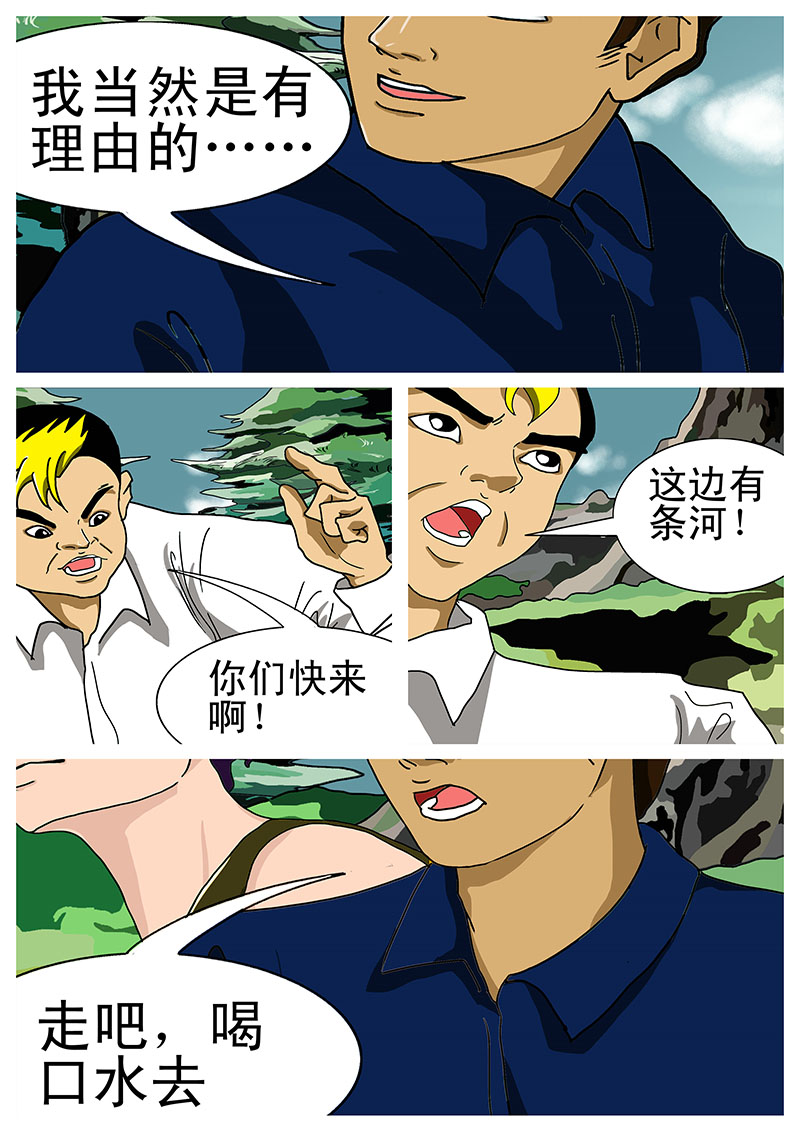 我当然是有
理由的……
你们快来
啊！
这边有
条河！
走吧，喝
口水去